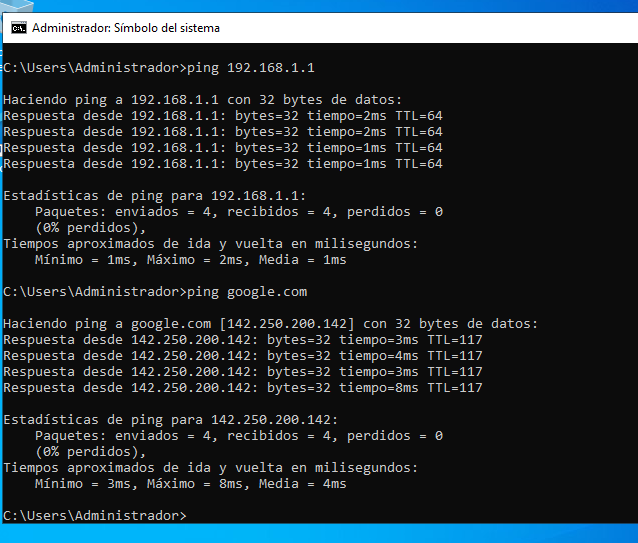 Administrador: Símbolo del sistema
C:\Users\Administrador>ping 192.168.1.1
Haciendo ping a 192.168.1.1 con 32 bytes de datos:
Respuesta desde 192.168.1.1: bytes=32 tiempo=2ms TTL=64
Respuesta desde 192.168.1.1: bytes=32 tiempo=2ms TTL=64
Respuesta desde 192.168.1.1: bytes=32 tiempo=1ms TTL=64
Respuesta desde 192.168.1.1: bytes=32 tiempo=1ms TTL=64
Estadísticas de ping para 192.168.1.1:
Paquetes: enviados = 4, recibidos = 4, perdidos = 0
(0% perdidos),
Tiempos aproximados de ida y vuelta en milisegundos:
Mínimo = 1ms, Máximo = 2ms, Media = 1ms
C:\Users\Administrador>ping google.com
Haciendo ping a google.com [142.250.200.142] con 32 bytes de datos:
Respuesta desde 142.250.200.142: bytes=32 tiempo=3ms TTL=117
Respuesta desde 142.250.200.142: bytes=32 tiempo=4ms TTL=117
Respuesta desde 142.250.200.142: bytes=32 tiempo=3ms TTL=117
Respuesta desde 142.250.200.142: bytes=32 tiempo=8ms TTL=117
Estadísticas de ping para 142.250.200.142:
Paquetes: enviados = 4, recibidos = 4, perdidos = 0
(0% perdidos),
Tiempos aproximados de ida y vuelta en milisegundos:
Mínimo = 3ms, Máximo = 8ms, Media = 4ms
C:\Users\Administrador>